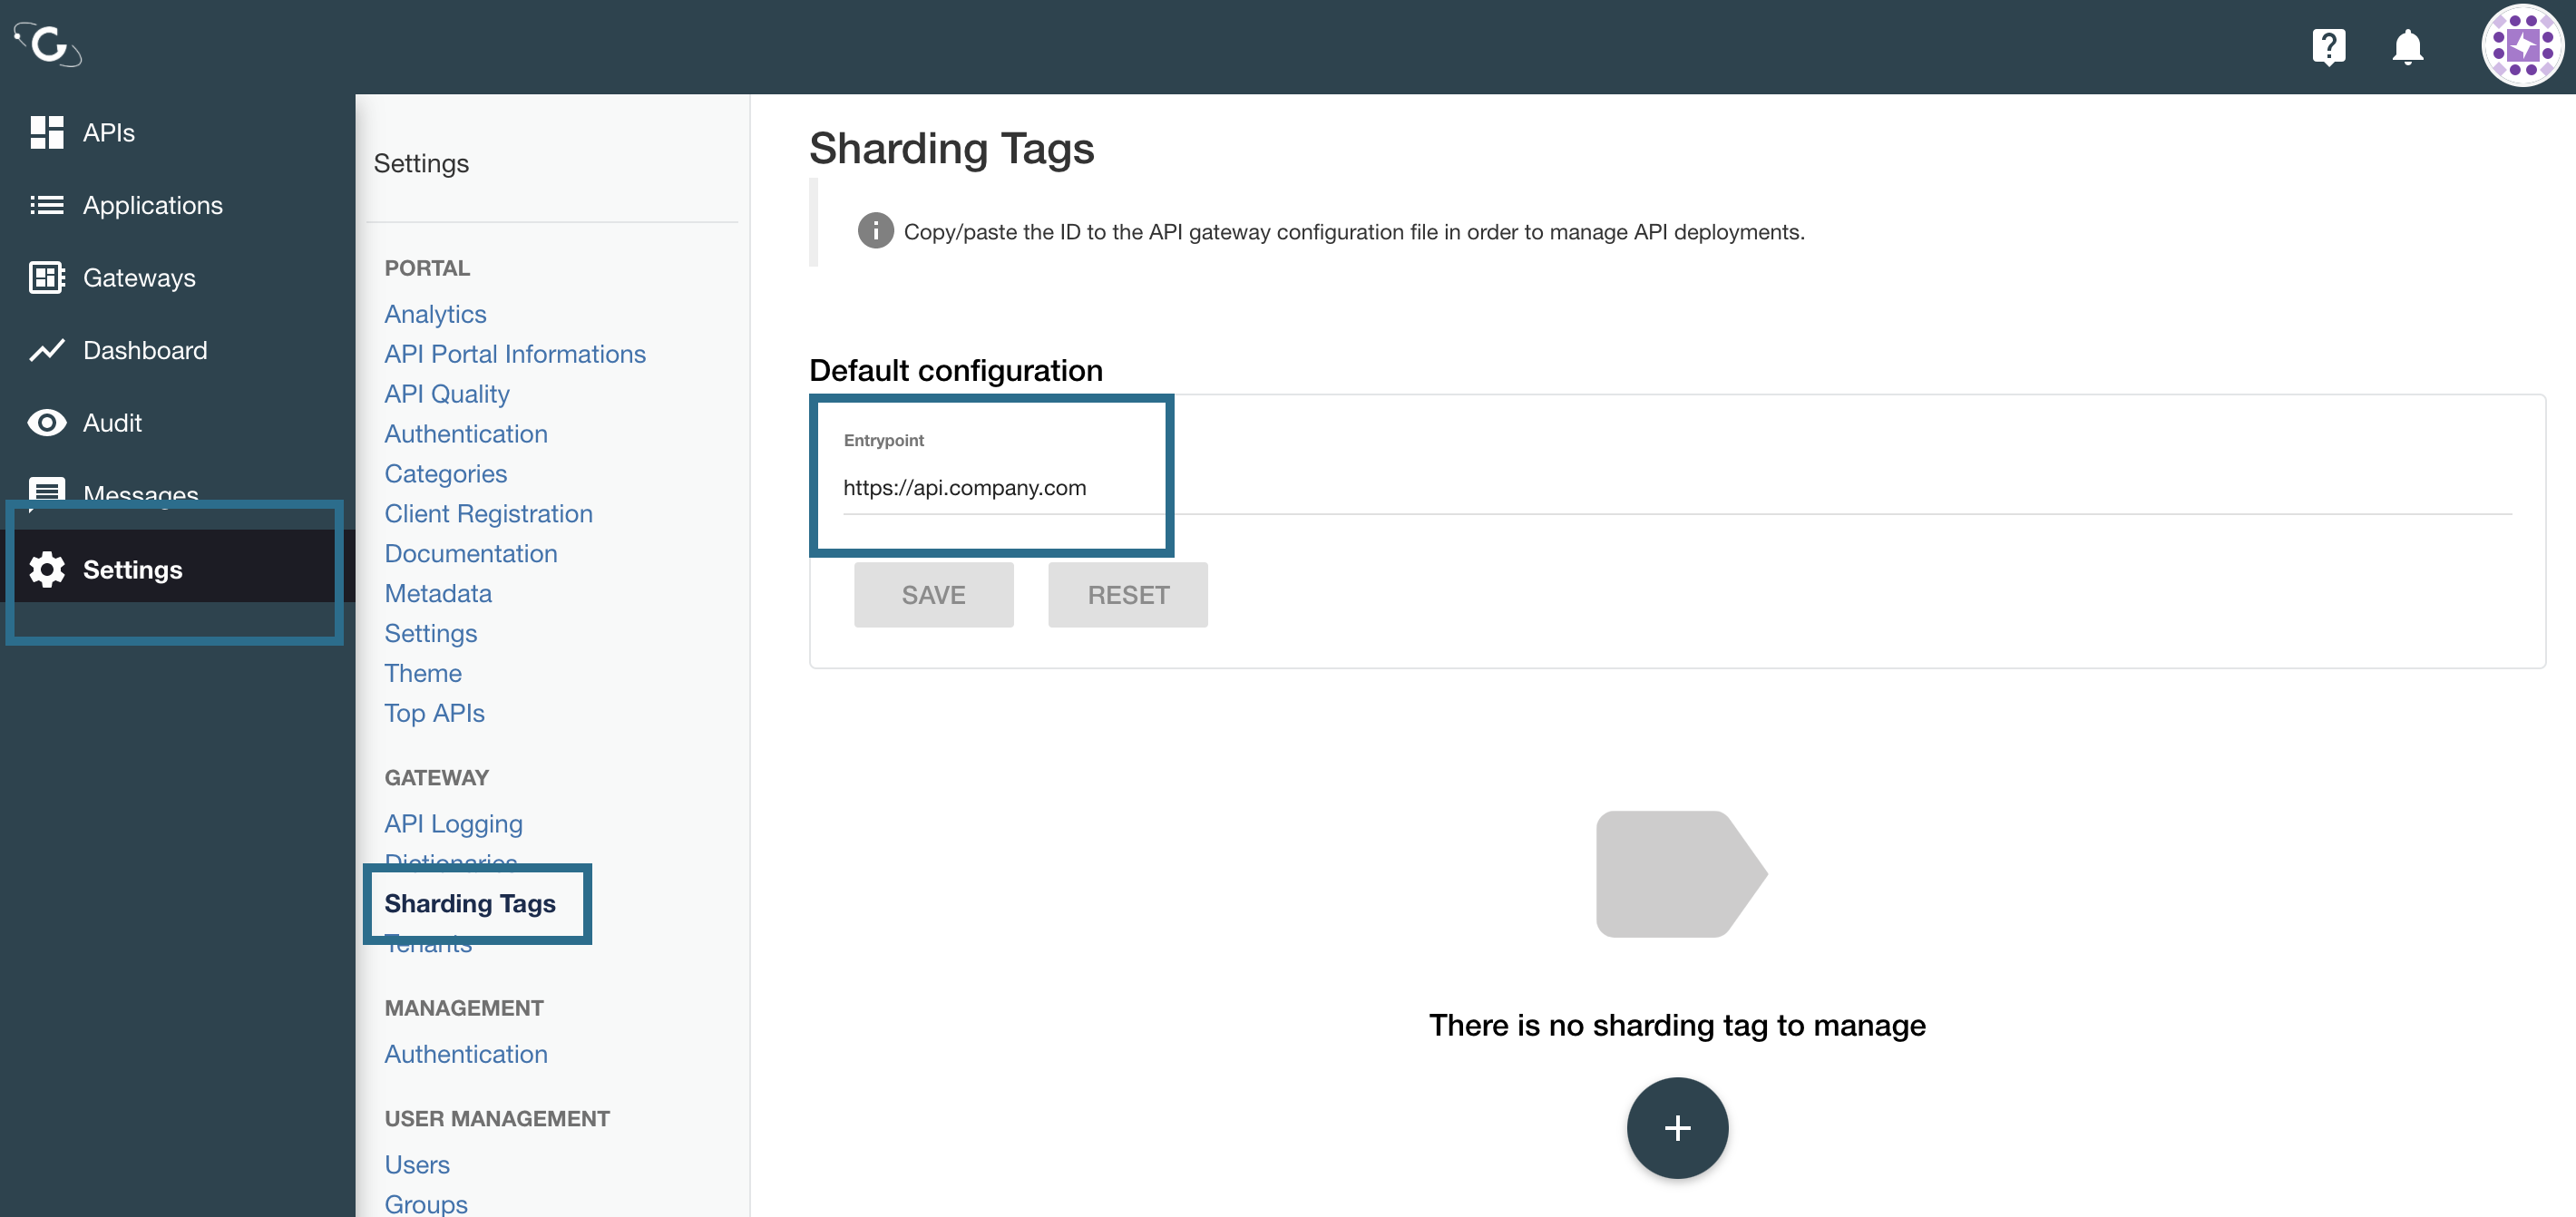 APIs
Applications
Gateways
Dashboard
Audit
Messages
Settings
Settings
PORTAL
Analytics
API Portal Informations
API Quality
Authentication
Categories
Client Registration
Documentation
Metadata
Settings
Theme
Top APIs
GATEWAY
API Logging
Dictionaries
Sharding Tags
Tenants
MANAGEMENT
Authentication
USER MANAGEMENT
Users
Groups
Sharding Tags
Copy/paste the ID to the API gateway configuration file in order to manage API deployments.
Default configuration
Entrypoint
https://api.company.com
SAVE RESET
There is no sharding tag to manage